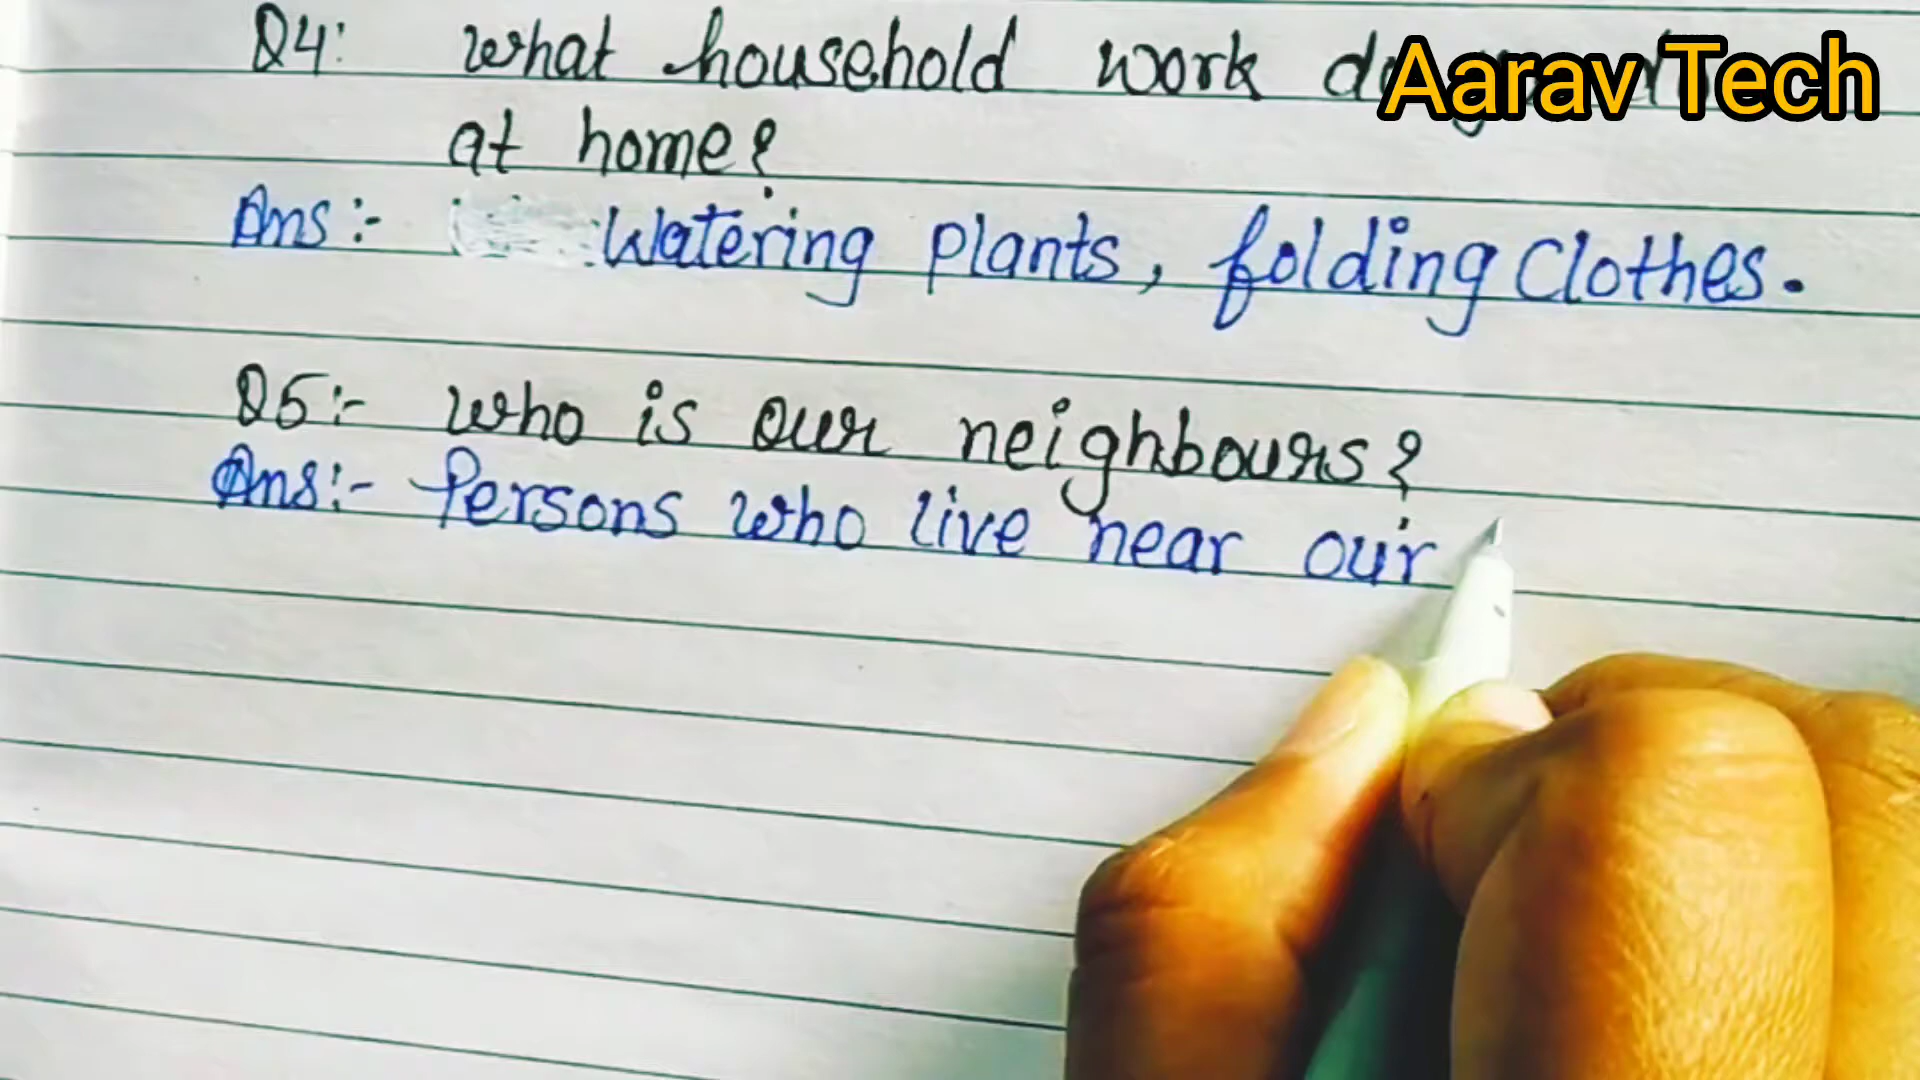 Q4: What household work do
Aarav Tech
at home?
Ans:- Watering plants, folding Clothes.
Q5:- Who is our neighbours?
Ans:- Persons who live near our